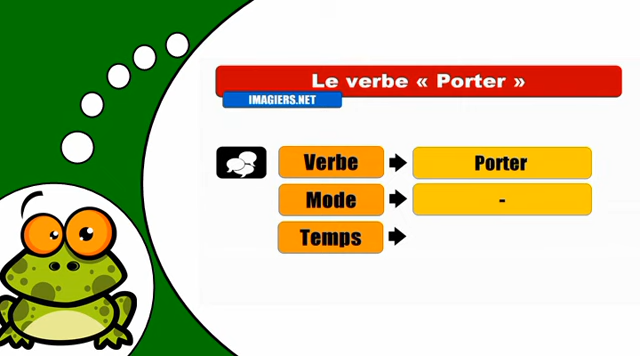 Le verbe « Porter »
IMAGIERS.NET
Verbe Porter
Mode -
Temps